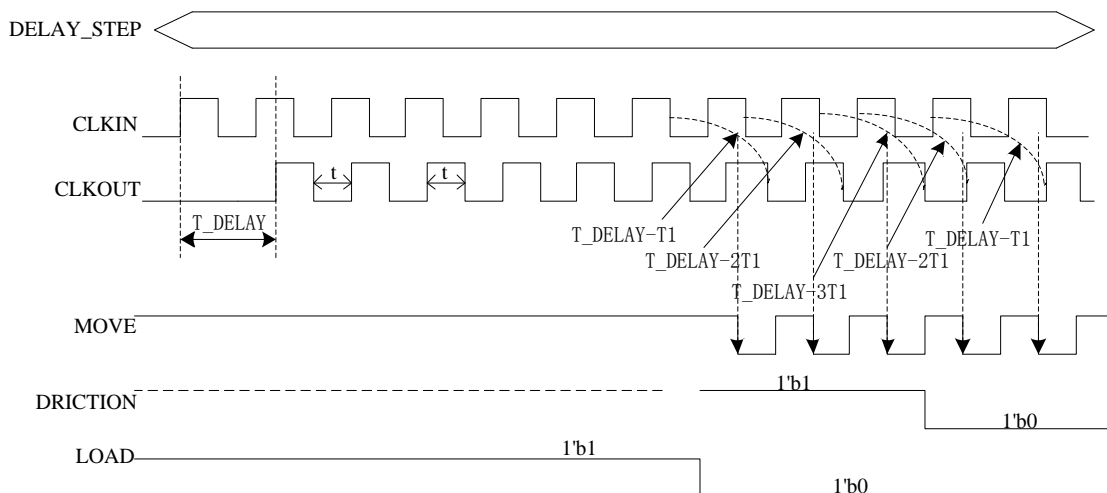 DELAY_STEP
CLKIN
CLKOUT
t
t
T_DELAY
T_DELAY-T1
T_DELAY-2T1
T_DELAY-3T1
T_DELAY-2T1
T_DELAY-T1
MOVE
DRICTION
1'b1
1'b0
LOAD
1'b1
1'b0